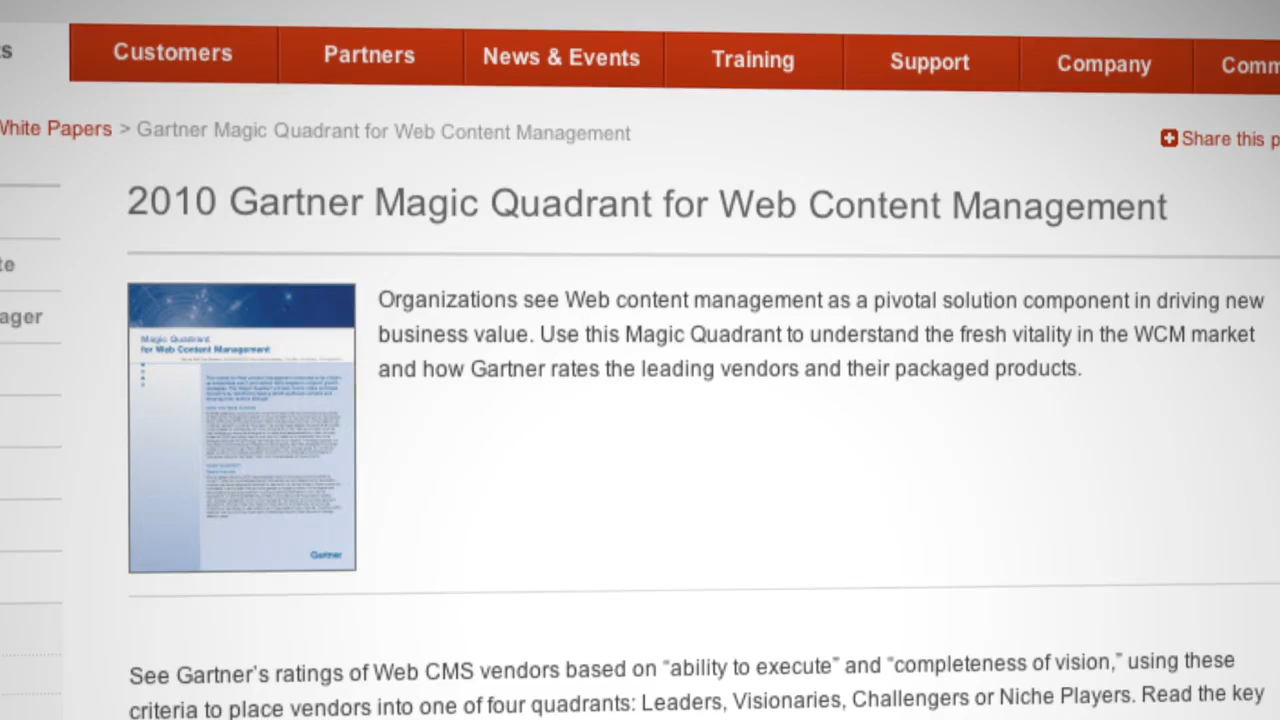 Customers
Partners
News & Events
Training
Support
Company
White Papers > Gartner Magic Quadrant for Web Content Management
Share this
2010 Gartner Magic Quadrant for Web Content Management
Magic Quadrant
for Web Content Management
Gartner
Organizations see Web content management as a pivotal solution component in driving new
business value. Use this Magic Quadrant to understand the fresh vitality in the WCM market
and how Gartner rates the leading vendors and their packaged products.
See Gartner’s ratings of Web CMS vendors based on “ability to execute” and “completeness of vision,” using these
criteria to place vendors into one of four quadrants: Leaders, Visionaries, Challengers or Niche Players. Read the key